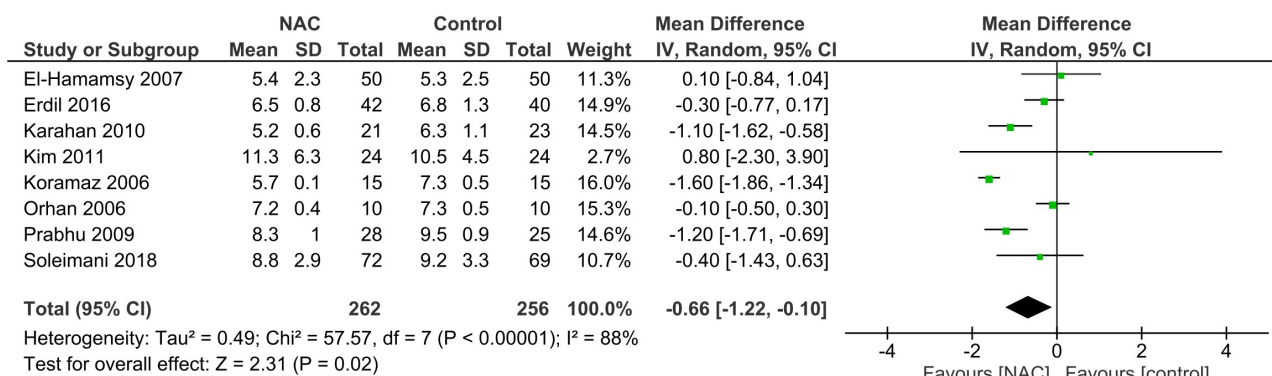 NAC Control Mean Difference Mean Difference
Study or Subgroup Mean SD Total Mean SD Total Weight IV, Random, 95% CI IV, Random, 95% CI
El-Hamamsy 2007 5.4 2.3 50 5.3 2.5 50 11.3% 0.10 [-0.84, 1.04]
Erdil 2016 6.5 0.8 42 6.8 1.3 40 14.9% -0.30 [-0.77, 0.17]
Karahan 2010 5.2 0.6 21 6.3 1.1 23 14.5% -1.10 [-1.62, -0.58]
Kim 2011 11.3 6.3 24 10.5 4.5 24 2.7% 0.80 [-2.30, 3.90]
Koramaz 2006 5.7 0.1 15 7.3 0.5 15 16.0% -1.60 [-1.86, -1.34]
Orhan 2006 7.2 0.4 10 7.3 0.5 10 15.3% -0.10 [-0.50, 0.30]
Prabhu 2009 8.3 1 28 9.5 0.9 25 14.6% -1.20 [-1.71, -0.69]
Soleimani 2018 8.8 2.9 72 9.2 3.3 69 10.7% -0.40 [-1.43, 0.63]
Total (95% CI) 262 256 100.0% -0.66 [-1.22, -0.10]
Heterogeneity: Tau² = 0.49; Chi² = 57.57, df = 7 (P < 0.00001); I² = 88%
Test for overall effect: Z = 2.31 (P = 0.02)
-4 -2 0 2 4
Favours [NAC] Favours [control]